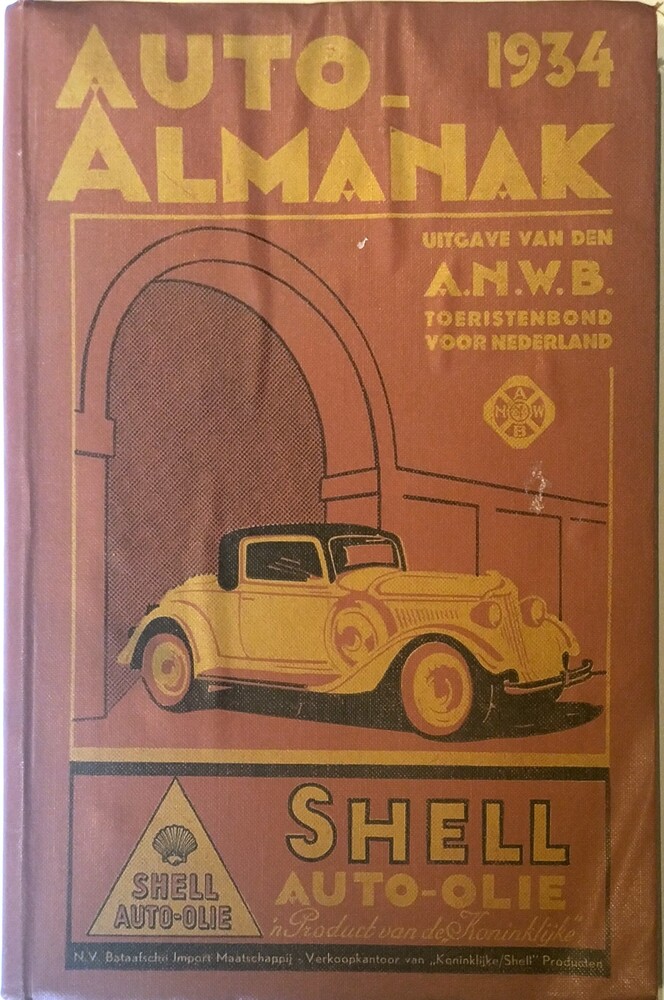 AUTO-
1934
ALMANAK
UITGAVE VAN DEN
A.N.W.B.
TOERISTENBOND
VOOR NEDERLAND
A
N W
B
SHELL
AUTO-OLIE
'n Product van de „Koninklijke”
SHELL
AUTO-OLIE
N.V. Bataafsche Import Maatschappij - Verkoopkantoor van „Koninklijke/Shell” Producten